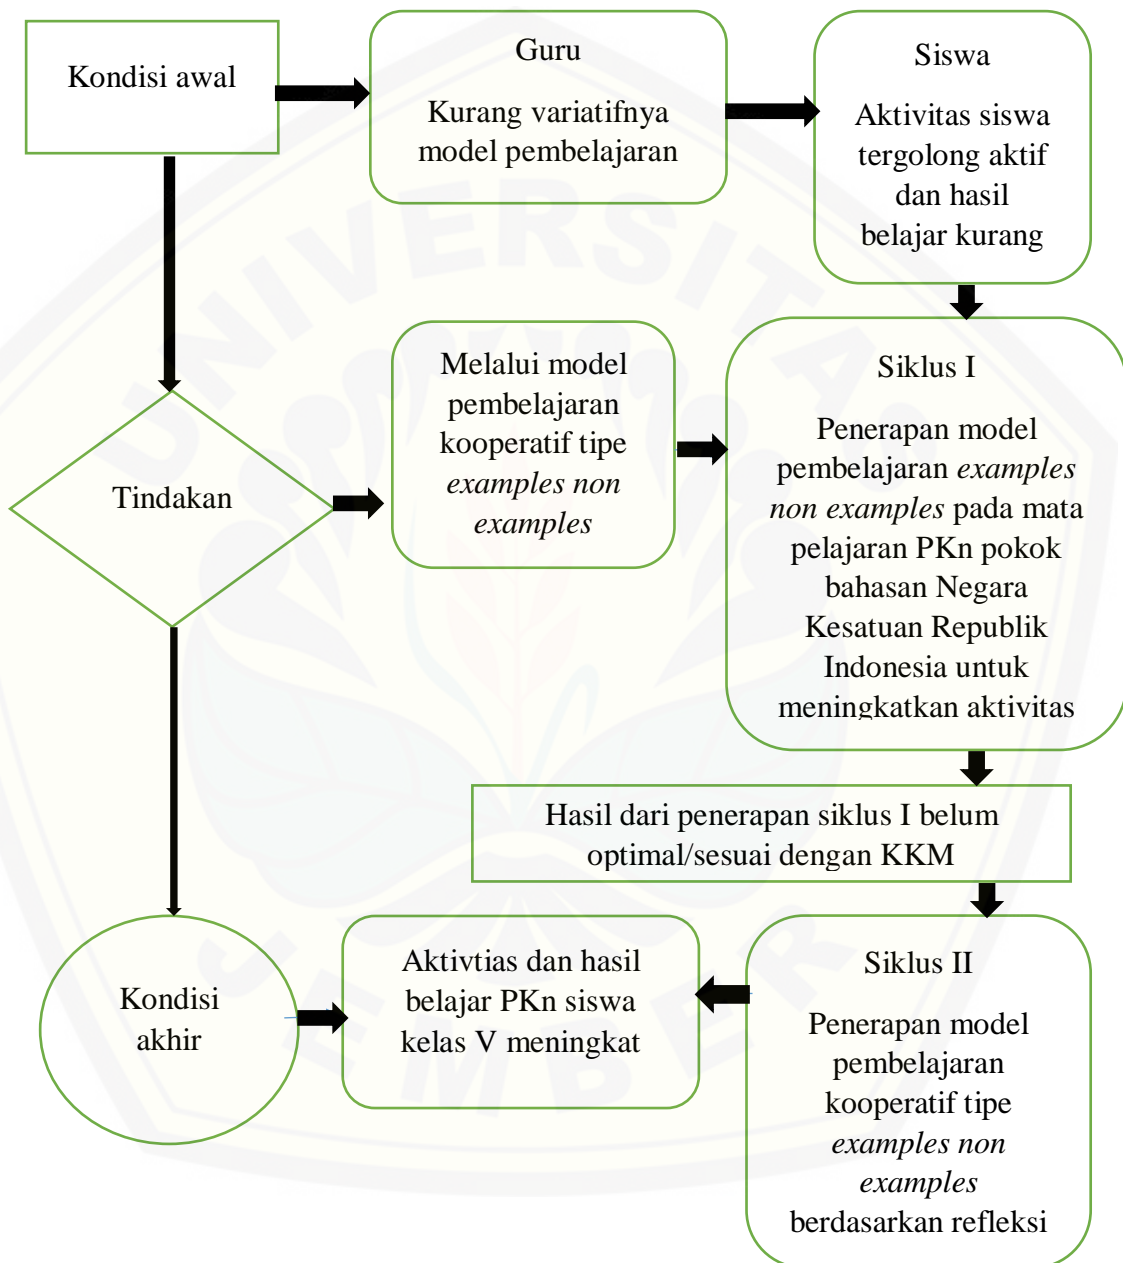 Kondisi awal
Guru
Kurang variatifnya
model pembelajaran
Siswa
Aktivitas siswa
tergolong aktif
dan hasil
belajar kurang
Tindakan
Melalui model
pembelajaran
kooperatif tipe
examples non
examples
Siklus I
Penerapan model
pembelajaran examples
non examples pada mata
pelajaran PKn pokok
bahasan Negara
Kesatuan Republik
Indonesia untuk
meningkatkan aktivitas
Hasil dari penerapan siklus I belum
optimal/sesuai dengan KKM
Siklus II
Penerapan model
pembelajaran
kooperatif tipe
examples non
examples
berdasarkan refleksi
Aktivtias dan hasil
belajar PKn siswa
kelas V meningkat
Kondisi
akhir
UNIVERSITAS
JEMBER